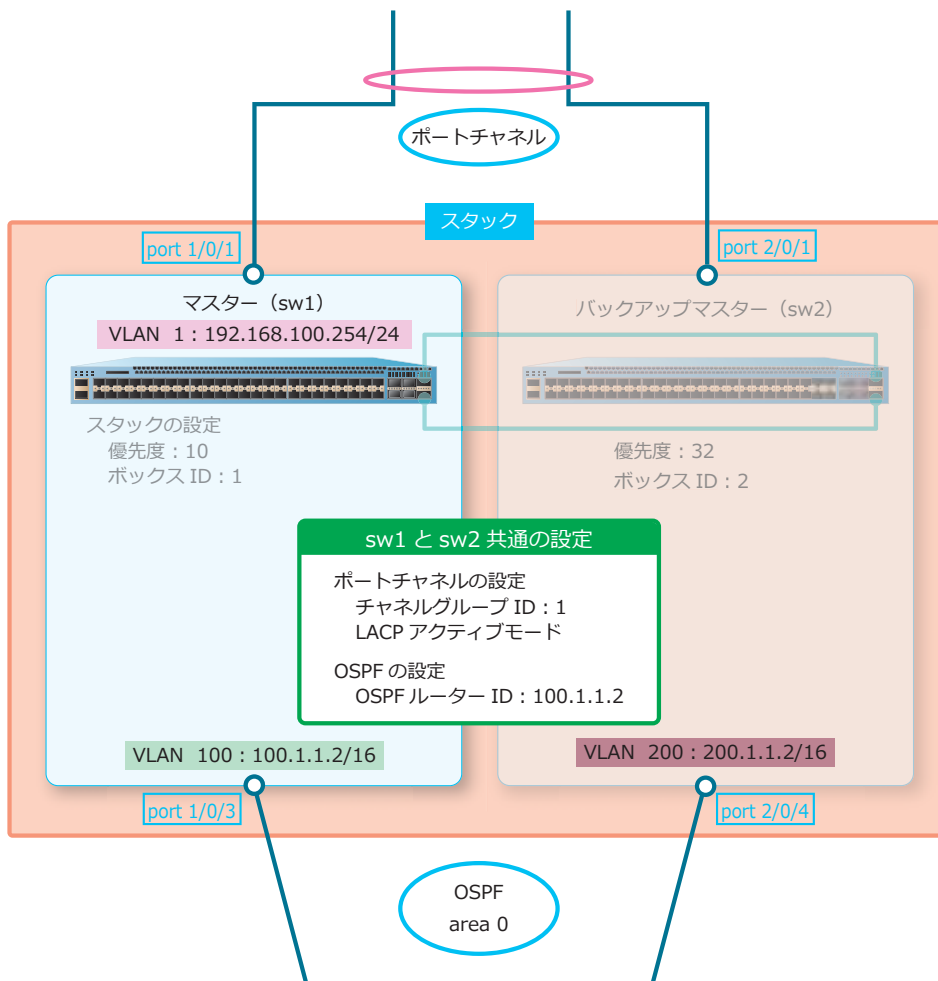 ポートチャネル
スタック
port 1/0/1
port 2/0/1
マスター（sw1）
VLAN 1：192.168.100.254/24
バックアップマスター（sw2）
スタックの設定
優先度：10
ボックス ID：1
優先度：32
ボックス ID：2
sw1 と sw2 共通の設定
ポートチャネルの設定
チャネルグループ ID：1
LACP アクティブモード
OSPF の設定
OSPF ルーター ID：100.1.1.2
VLAN 100：100.1.1.2/16
VLAN 200：200.1.1.2/16
port 1/0/3
port 2/0/4
OSPF
area 0